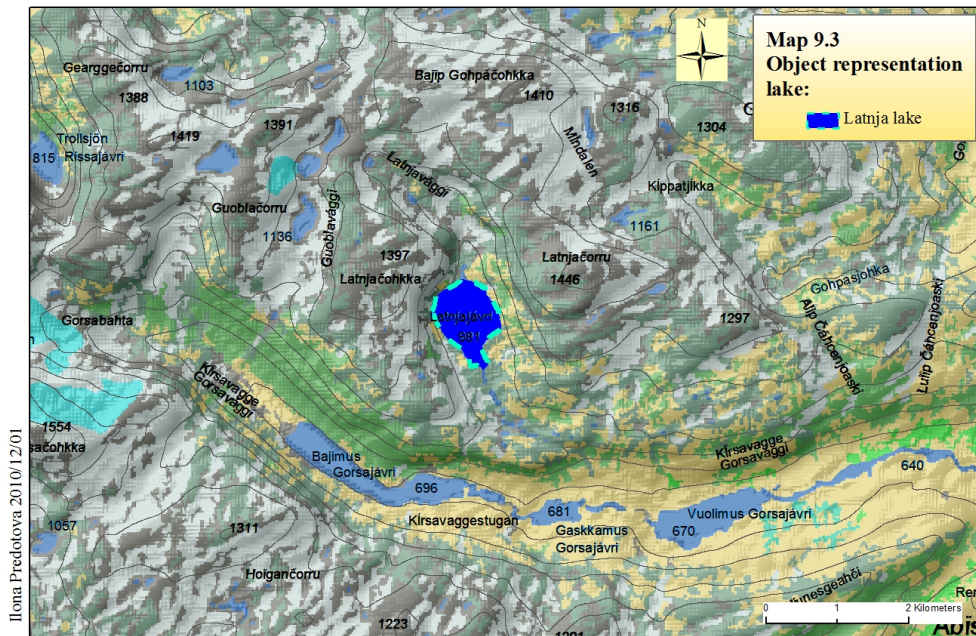 N
Map 9.3
Object representation
lake:
Latnja lake
Gearggečorru
1103
1388
1419
1391
Bajip Gohpáčohkka
1410
1316
1304
Trollsjön
Rissajávri
815
Mindalen
Latnjavággi
Kippatjikka
Guoblačorru
1136
Guoblavággi
1161
1397
Latnjačohkka
Latnjačorru
1446
Gohpasjohka
Latnjajávri
981
Gorsabahta
1297
Alip Čáhcenjoaski
Lulip Čáhcenjoaski
Kirsavagge
Gorsavággi
1554
Kirsavagge
Gorsavággi
Bajimus
Gorsajávri
696
640
681
Vuolimus Gorsajávri
670
Kirsavaggestugan
Gaskkamus
Gorsajávri
1057
1311
Hoigančorru
1223
0 1 2 Kilometers
Ilona Predotova 2010/12/01